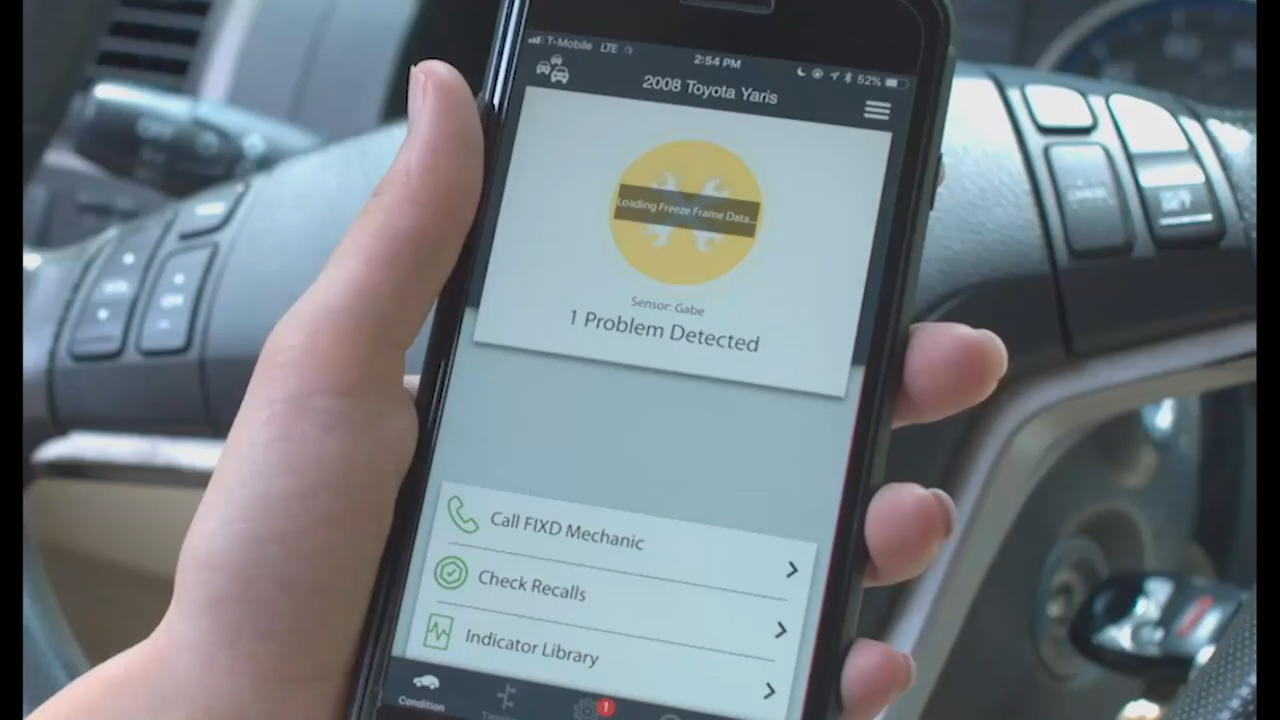 T-Mobile LTE
2:54 PM
52%
2008 Toyota Yaris
Loading Freeze Frame Data...
Sensor: Gabe
1 Problem Detected
Call FIXD Mechanic
Check Recalls
Indicator Library
Condition
1